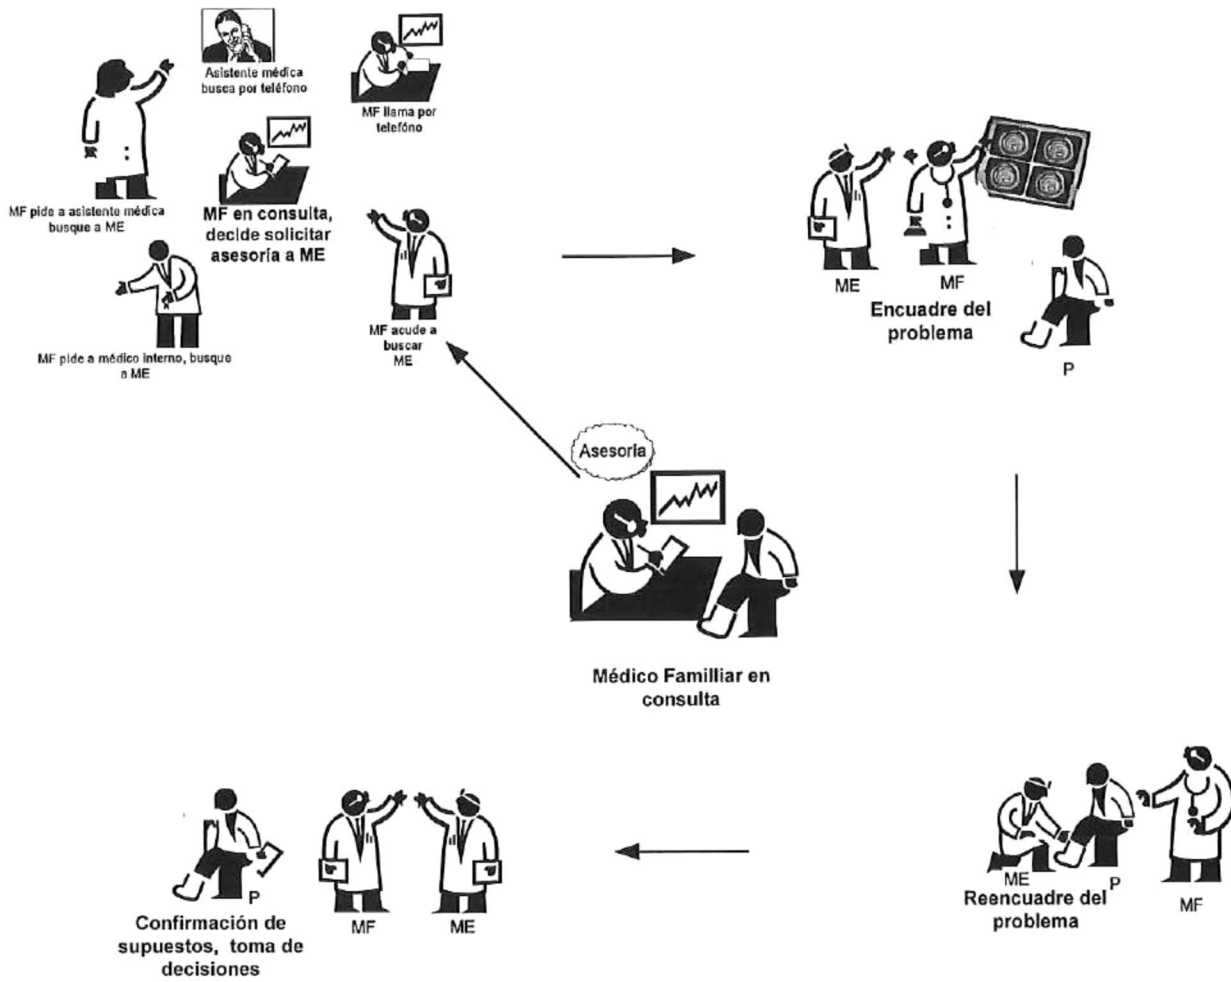 Asistente médica
busca por teléfono
MF llama por
telefóno
MF pide a asistente médica
busque a ME
MF en consulta,
decide solicitar
asesoría a ME
MF pide a médico interno, busque
a ME
MF acude a
buscar
ME
ME
MF
Encuadre del
problema
P
Asesoría
Médico Familliar en
consulta
ME
P
MF
Reencuadre del
problema
P
MF
ME
Confirmación de
supuestos, toma de
decisiones